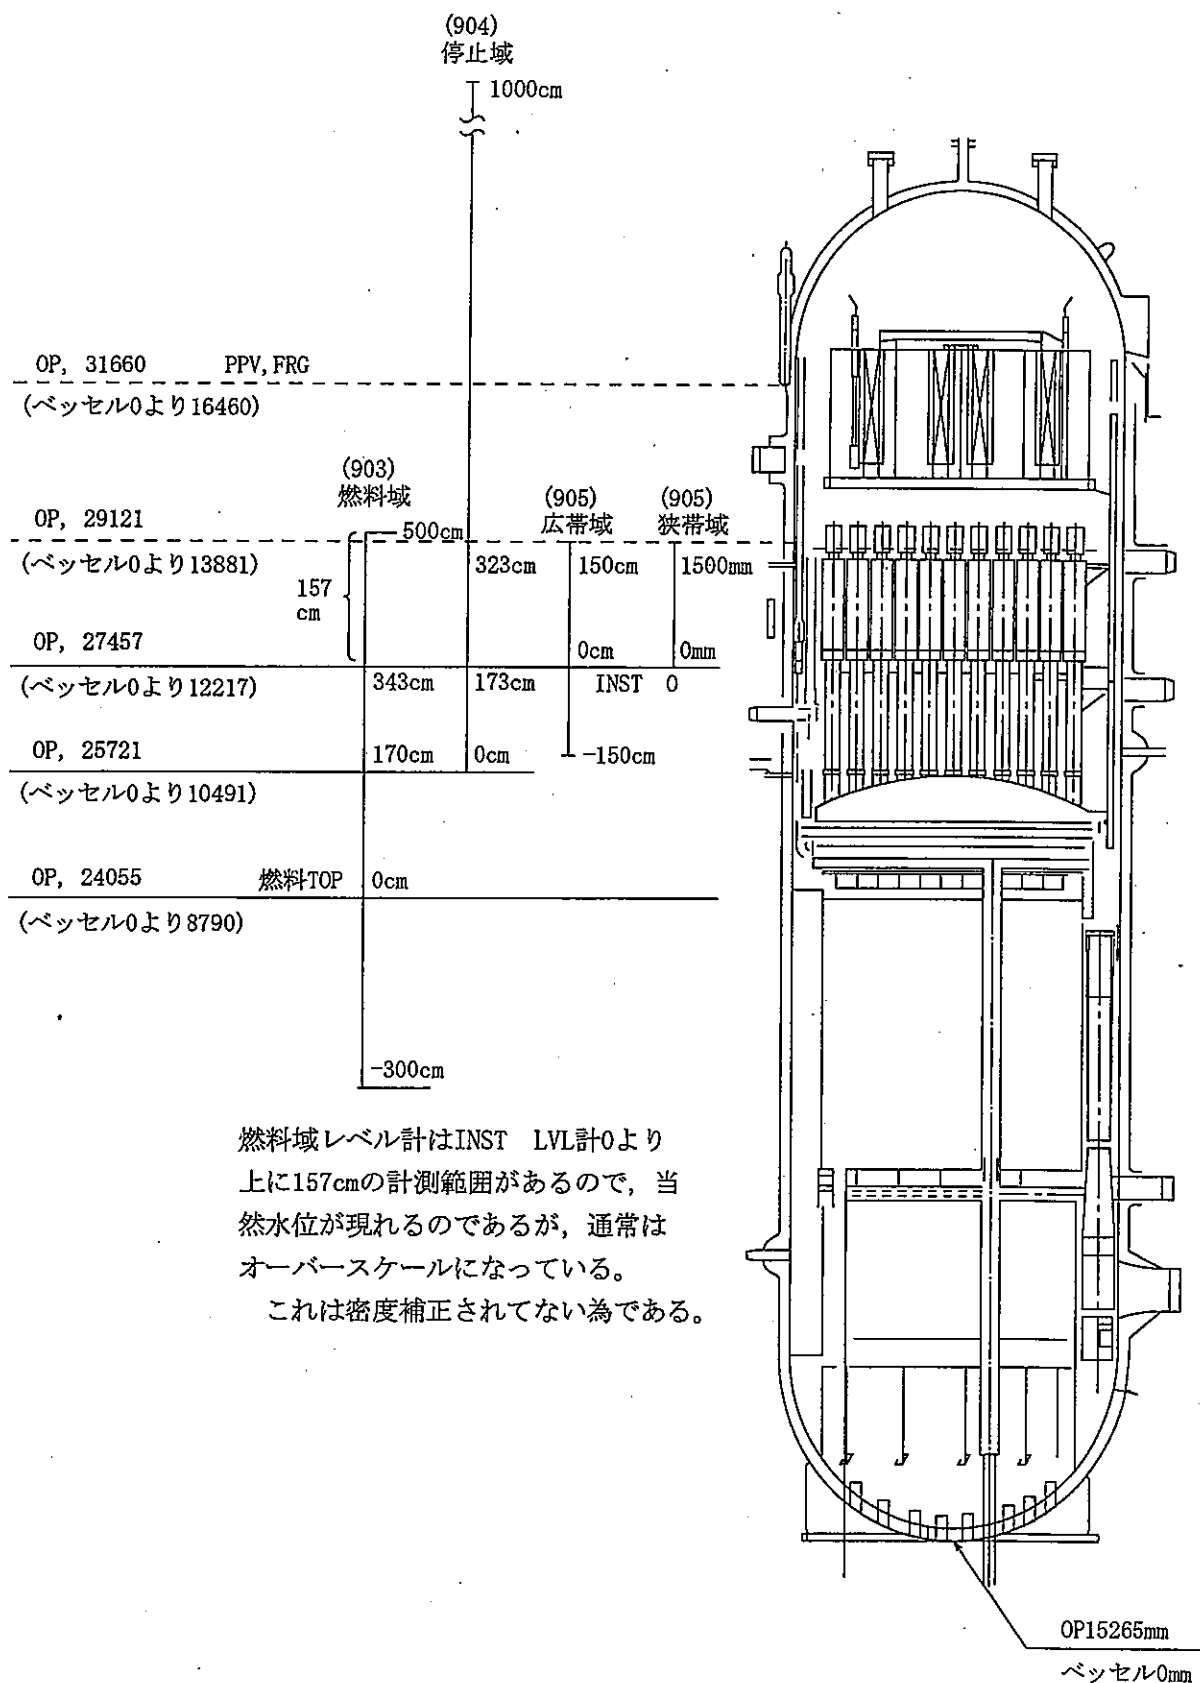 (904)
停止域
1000cm
OP, 31660 PPV,FRG
(ベッセル0より16460)
(903)
燃料域
(905)
広帯域
(905)
狭帯域
OP, 29121
500cm
(ベッセル0より13881)
323cm
150cm
1500mm
157
cm
OP, 27457
0cm
0mm
(ベッセル0より12217)
343cm
173cm
INST 0
OP, 25721
170cm
0cm
-150cm
(ベッセル0より10491)
OP, 24055 燃料TOP 0cm
(ベッセル0より8790)
-300cm
燃料域レベル計はINST LVL計0より
上に157cmの計測範囲があるので,当
然水位が現れるのであるが,通常は
オーバースケールになっている。
これは密度補正されてない為である。
OP15265mm
ベッセル0mm